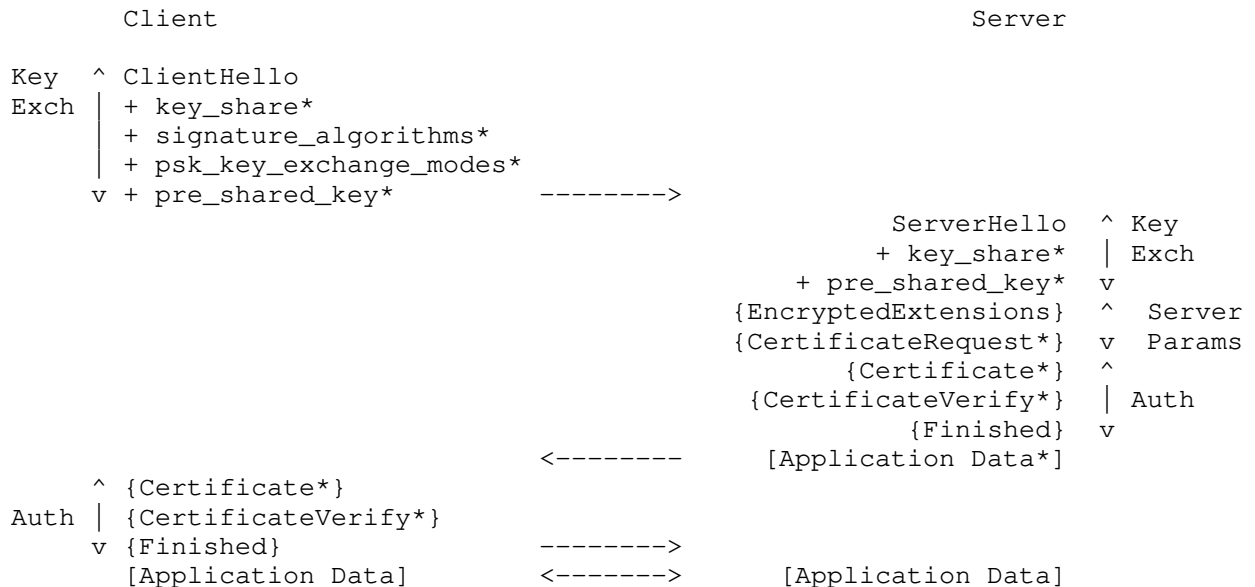 Client                                               Server

Key  ^ ClientHello
Exch | + key_share*
     | + signature_algorithms*
     | + psk_key_exchange_modes*
     v + pre_shared_key*         -------->
                                                       ServerHello  ^ Key
                                                      + key_share*  | Exch
                                                 + pre_shared_key*  v
                                             {EncryptedExtensions}  ^  Server
                                             {CertificateRequest*}  v  Params
                                                    {Certificate*}  ^
                                              {CertificateVerify*}  | Auth
                                                        {Finished}  v
                                 <--------     [Application Data*]
     ^ {Certificate*}
Auth | {CertificateVerify*}
     v {Finished}                -------->
       [Application Data]        <------->      [Application Data]